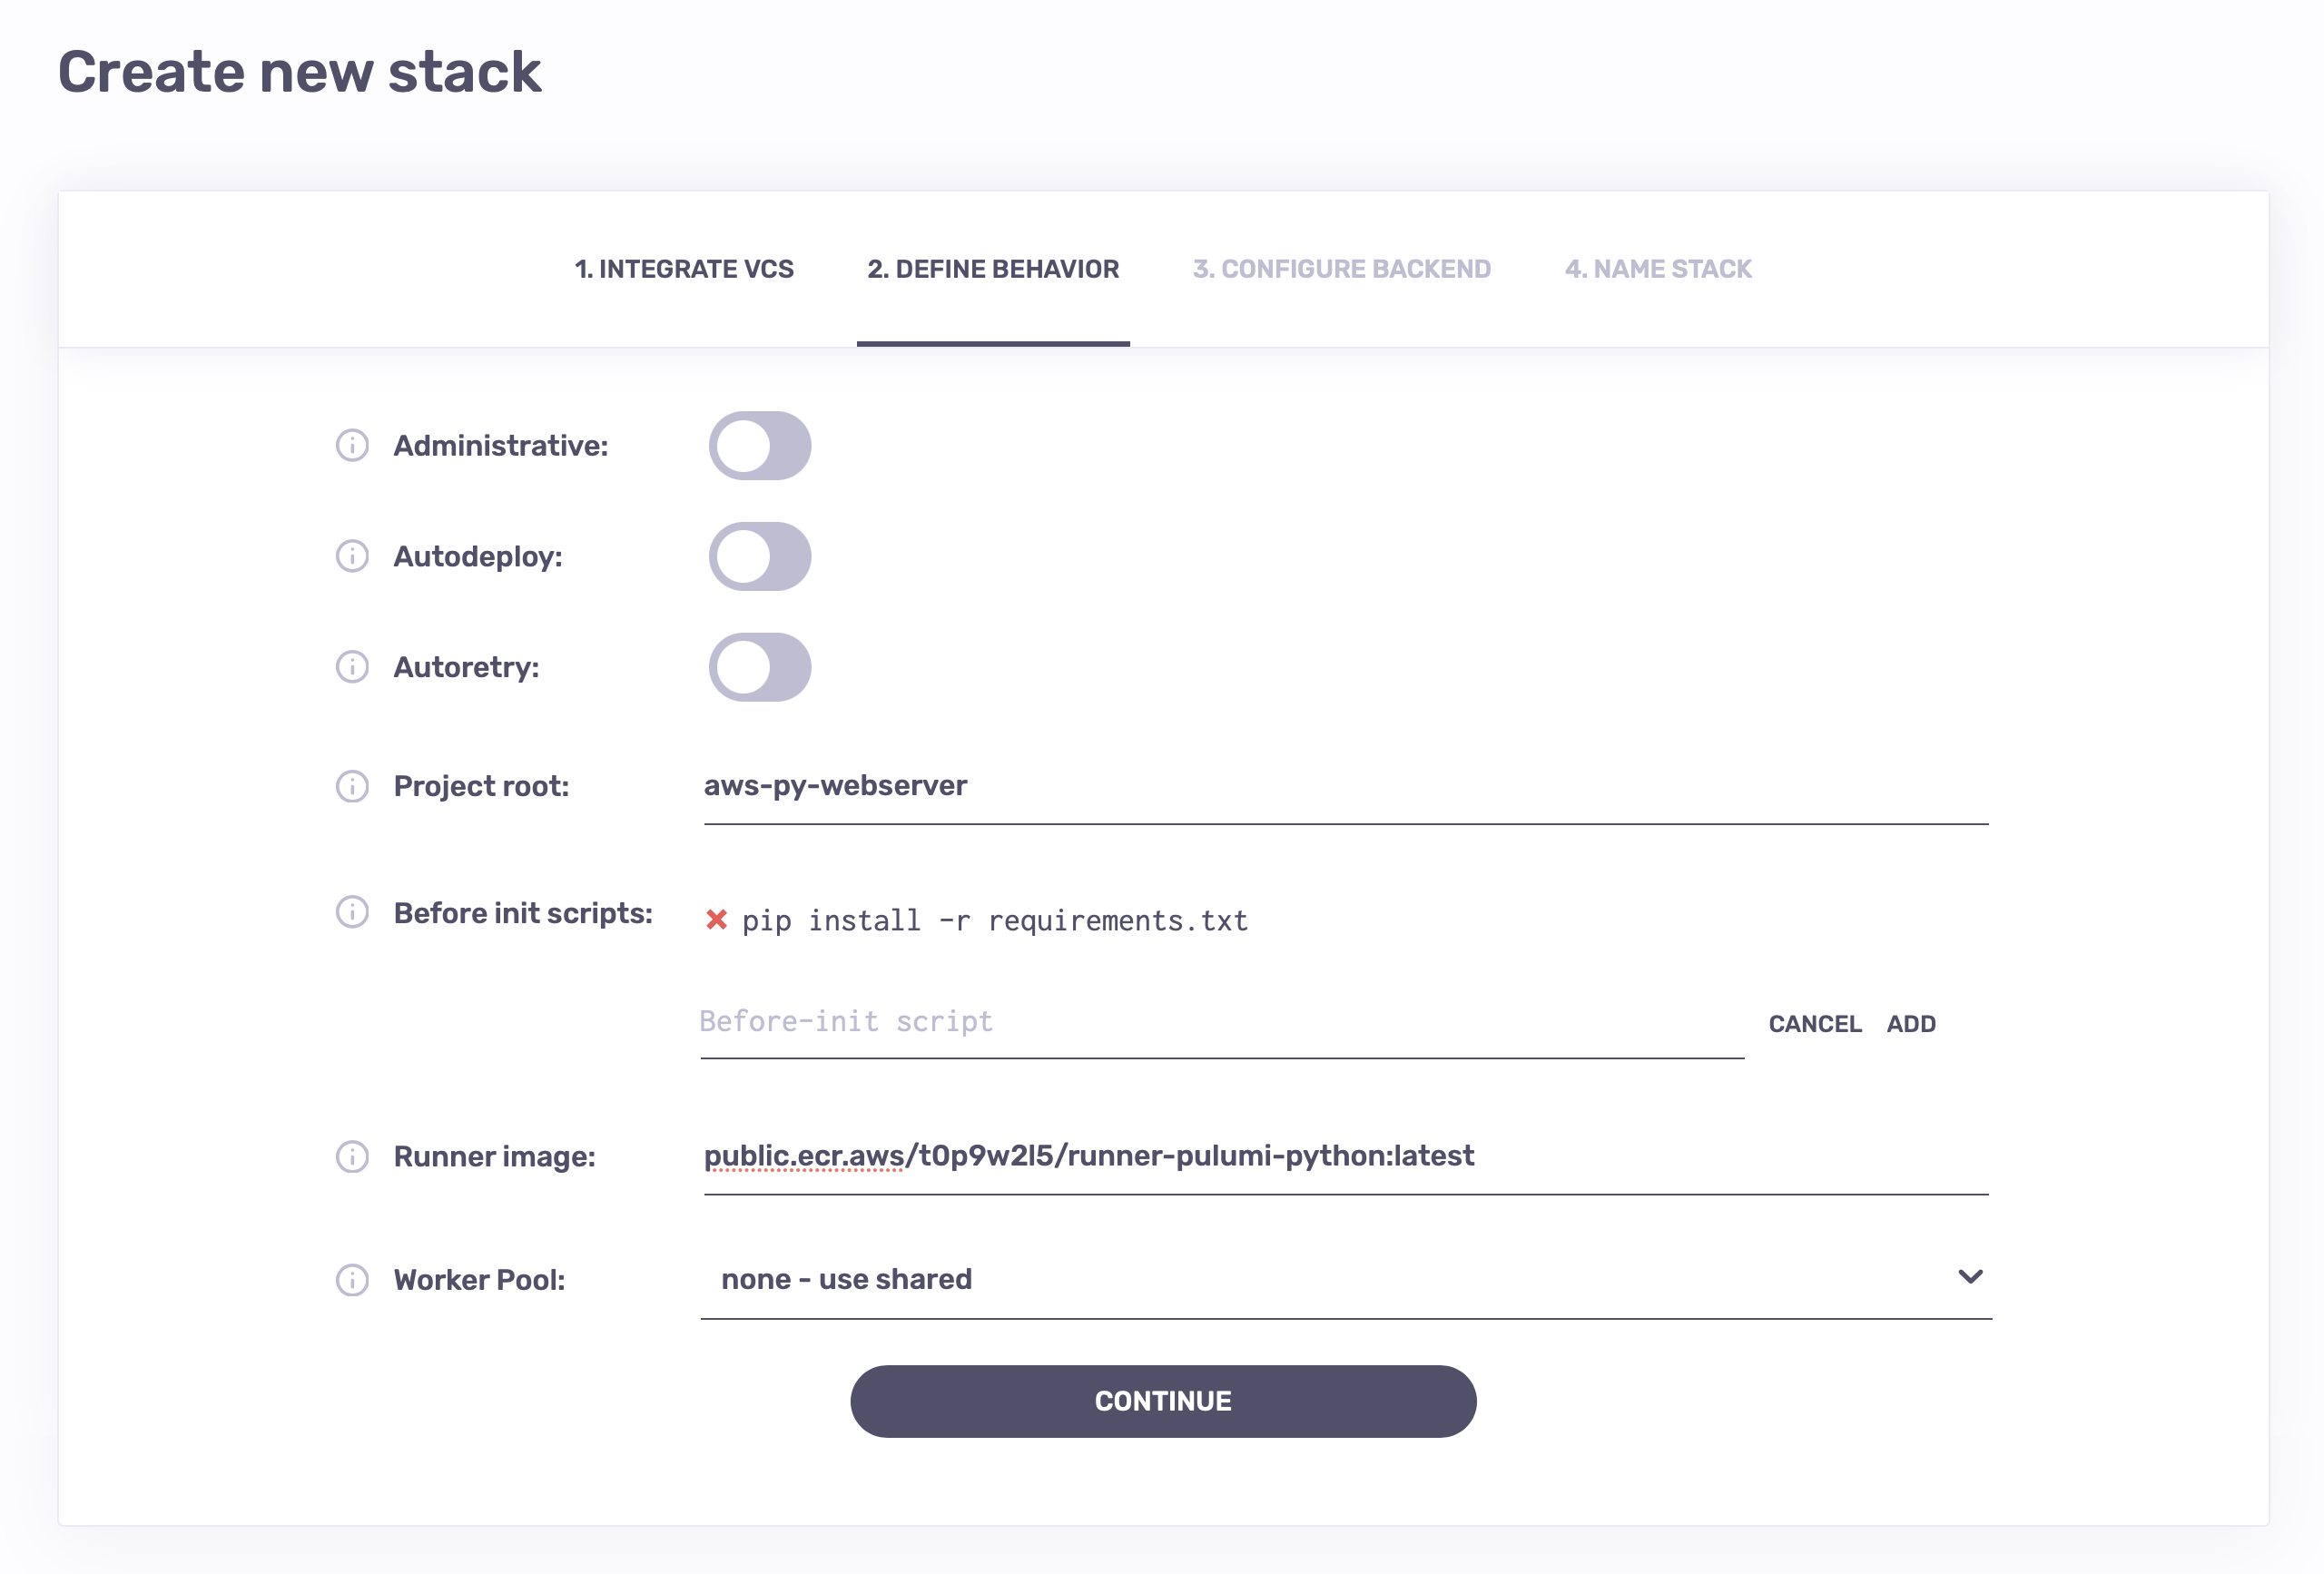 Create new stack
1. INTEGRATE VCS 2. DEFINE BEHAVIOR 3. CONFIGURE BACKEND 4. NAME STACK
Administrative:
Autodeploy:
Autoretry:
Project root: aws-py-webserver
Before init scripts: pip install -r requirements.txt
Before-init script CANCEL ADD
Runner image: public.ecr.aws/t0p9w2l5/runner-pulumi-python:latest
Worker Pool: none - use shared
CONTINUE